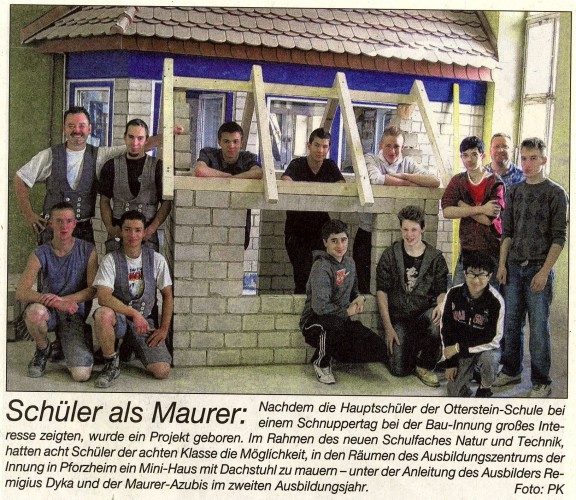 Schüler als Maurer: Nachdem die Hauptschüler der Otterstein-Schule bei
einem Schnuppertag bei der Bau-Innung großes Inte-
resse zeigten, wurde ein Projekt geboren. Im Rahmen des neuen Schulfaches Natur und Technik,
hatten acht Schüler der achten Klasse die Möglichkeit, in den Räumen des Ausbildungszentrums der
Innung in Pforzheim ein Mini-Haus mit Dachstuhl zu mauern – unter der Anleitung des Ausbilders Re-
migius Dyka und der Maurer-Azubis im zweiten Ausbildungsjahr. Foto: PK